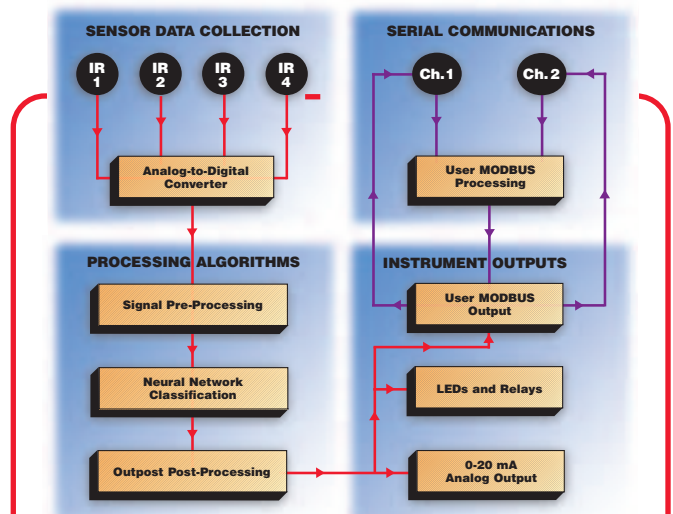 SENSOR DATA COLLECTION
IR
1
IR
2
IR
3
IR
4
Analog-to-Digital
Converter
SERIAL COMMUNICATIONS
Ch.1
Ch.2
User MODBUS
Processing
PROCESSING ALGORITHMS
Signal Pre-Processing
Neural Network
Classification
Outpost Post-Processing
INSTRUMENT OUTPUTS
User MODBUS
Output
LEDs and Relays
0-20 mA
Analog Output